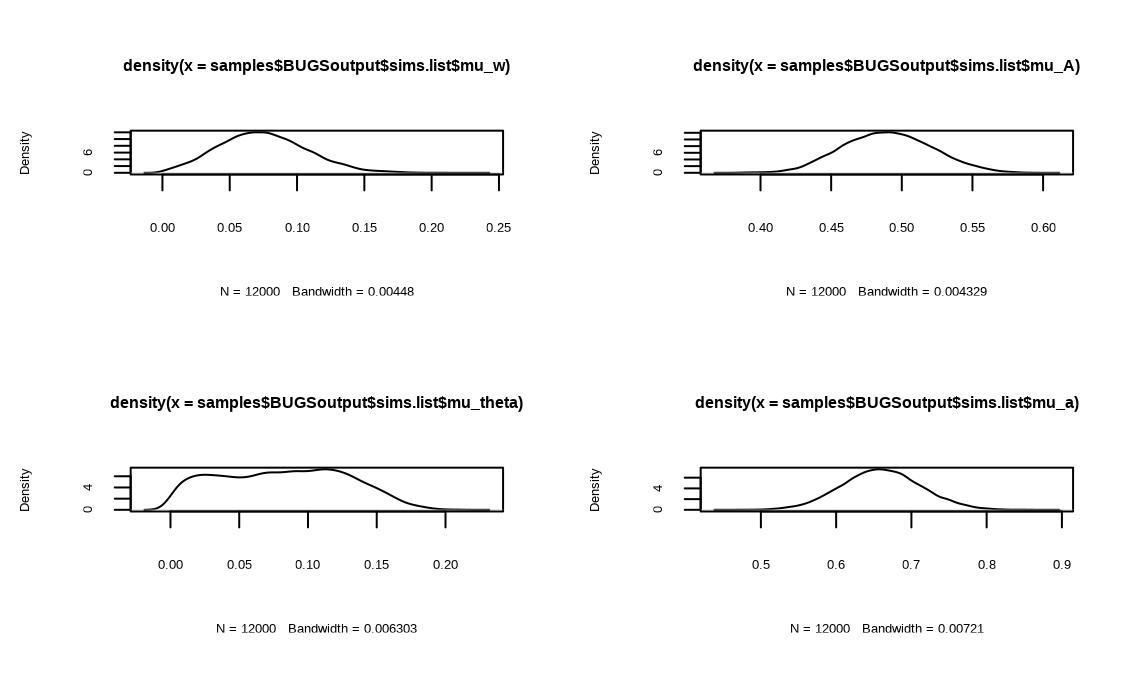 density(x = samples$BUGSoutput$sims.list$mu_w)
Density
0 6
0.00 0.05 0.10 0.15 0.20 0.25
N = 12000 Bandwidth = 0.00448
density(x = samples$BUGSoutput$sims.list$mu_A)
Density
0 6
0.40 0.45 0.50 0.55 0.60
N = 12000 Bandwidth = 0.004329
density(x = samples$BUGSoutput$sims.list$mu_theta)
Density
0 4
0.00 0.05 0.10 0.15 0.20
N = 12000 Bandwidth = 0.006303
density(x = samples$BUGSoutput$sims.list$mu_a)
Density
0 4
0.5 0.6 0.7 0.8 0.9
N = 12000 Bandwidth = 0.00721